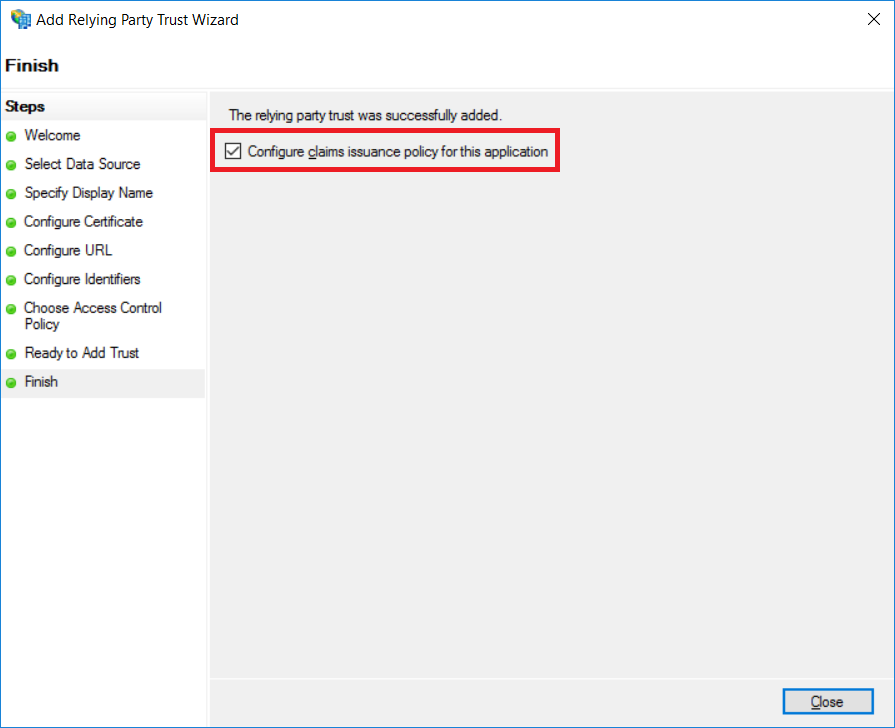 Add Relying Party Trust Wizard
Finish
Steps
Welcome
Select Data Source
Specify Display Name
Configure Certificate
Configure URL
Configure Identifiers
Choose Access Control
Policy
Ready to Add Trust
Finish
The relying party trust was successfully added.
Configure claims issuance policy for this application
Close